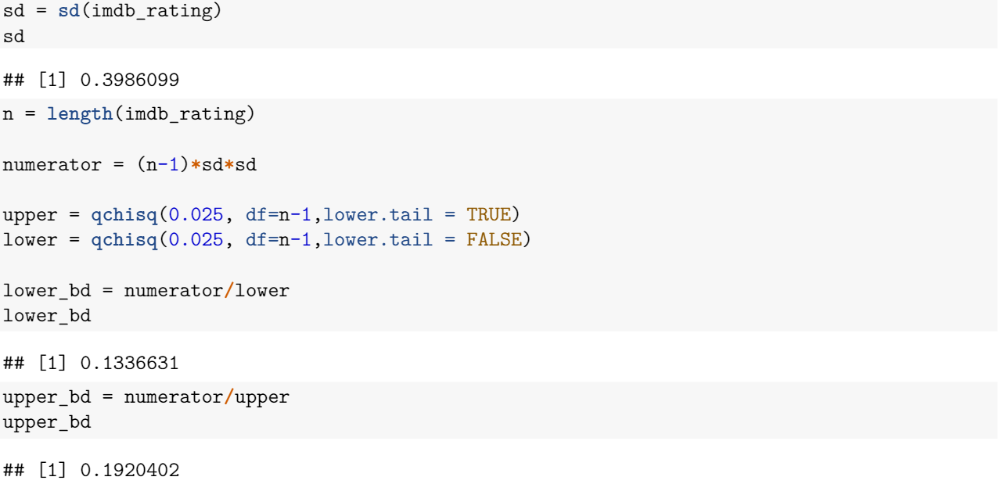 sd = sd(imdb_rating)
sd
## [1] 0.3986099
n = length(imdb_rating)
numerator = (n-1)*sd*sd
upper = qchisq(0.025, df=n-1,lower.tail = TRUE)
lower = qchisq(0.025, df=n-1,lower.tail = FALSE)
lower_bd = numerator/lower
lower_bd
## [1] 0.1336631
upper_bd = numerator/upper
upper_bd
## [1] 0.1920402